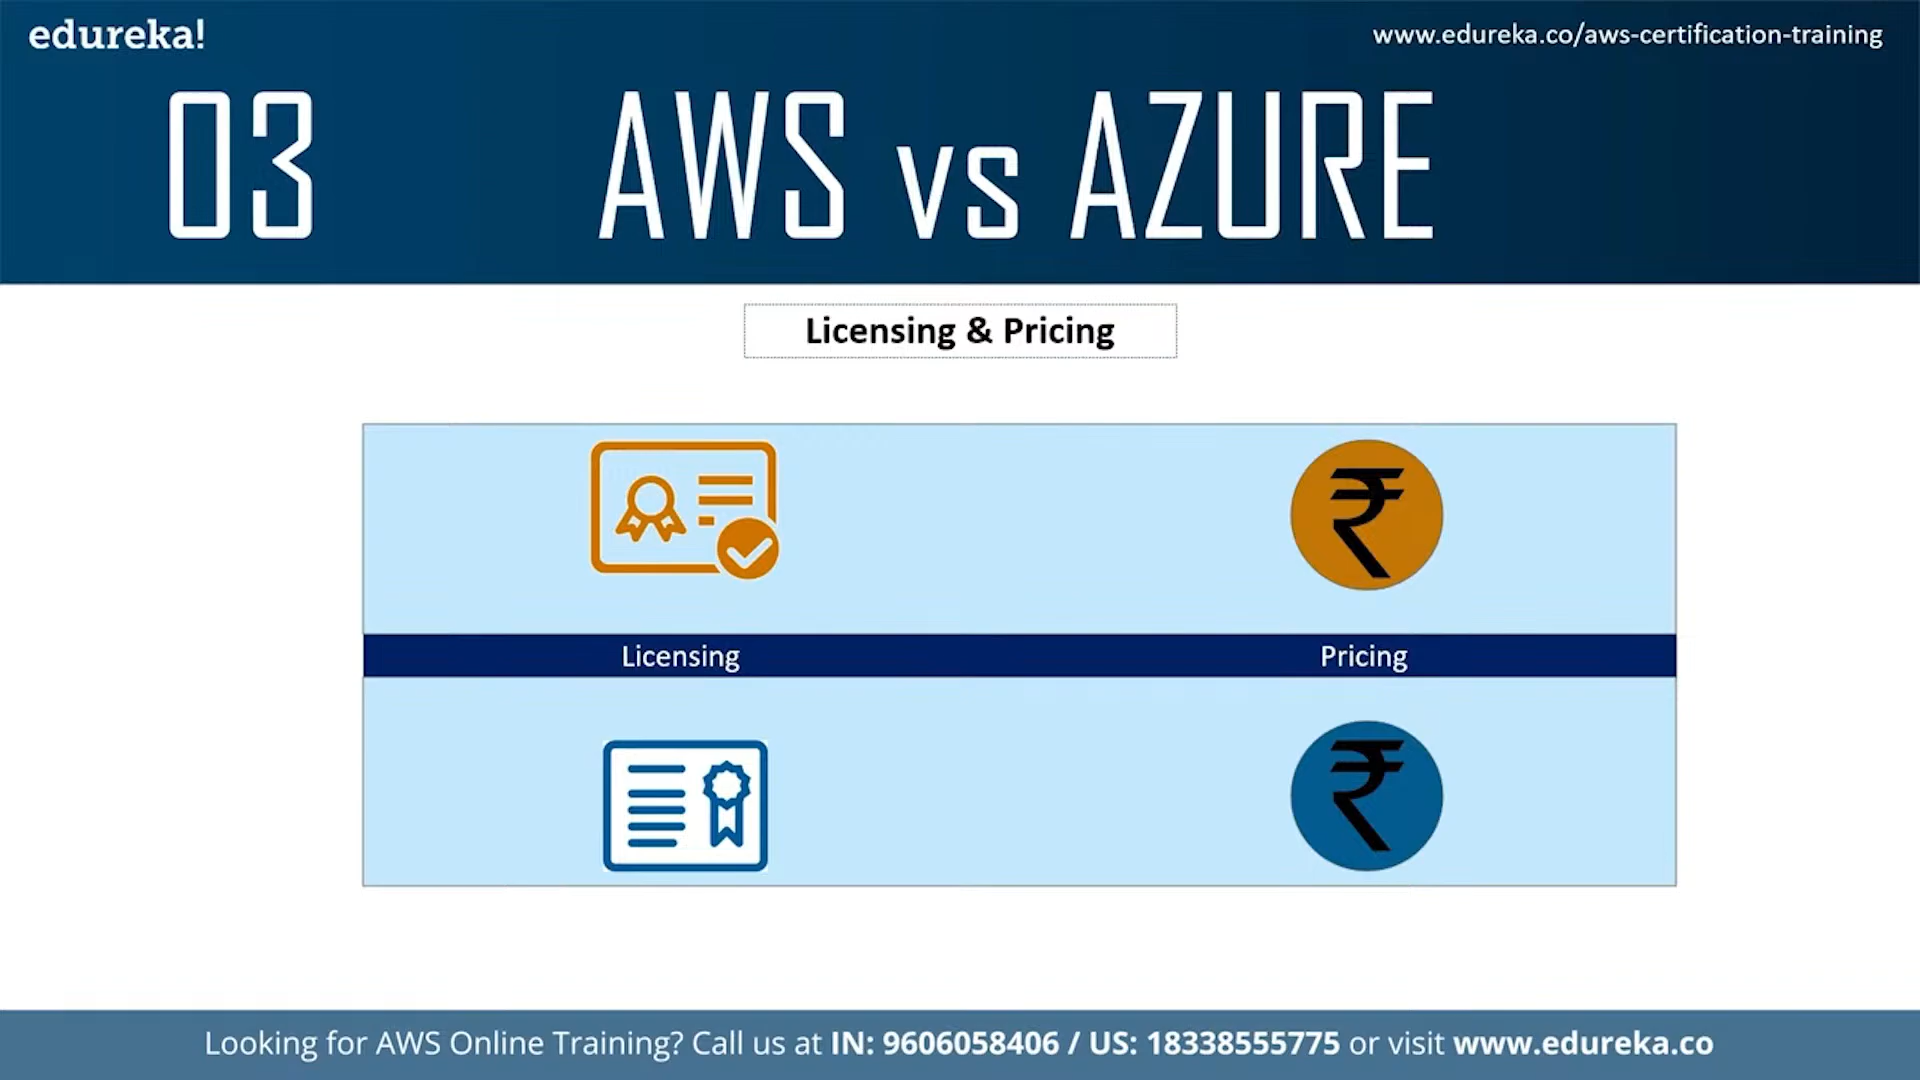 edureka!
www.edureka.co/aws-certification-training
03 AWS vs AZURE
Licensing & Pricing
₹
Licensing Pricing
₹
Looking for AWS Online Training? Call us at IN: 9606058406 / US: 18338555775 or visit www.edureka.co